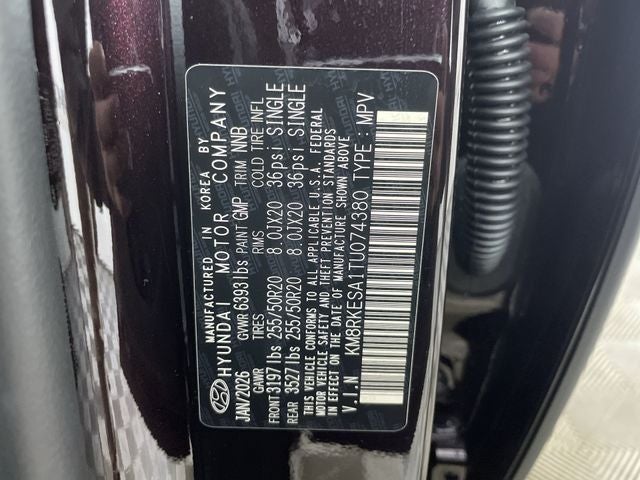 MANUFACTURED IN KOREA BY
HYUNDAI MOTOR COMPANY
JAN/2026 GVWR 6393 lbs PAINT GMP TRIM NNB
GAWR TIRES RIMS COLD TIRE INFL
FRONT 3197 lbs 255/50R20 8.0JX20 36psi SINGLE
REAR 3527 lbs 255/50R20 8.0JX20 36psi SINGLE
THIS VEHICLE CONFORMS TO ALL APPLICABLE U.S.A. FEDERAL
MOTOR VEHICLE SAFETY AND THEFT PREVENTION STANDARDS
IN EFFECT ON THE DATE OF MANUFACTURE SHOWN ABOVE.
V.I.N KM8RKESA1TU074380 TYPE : MPV